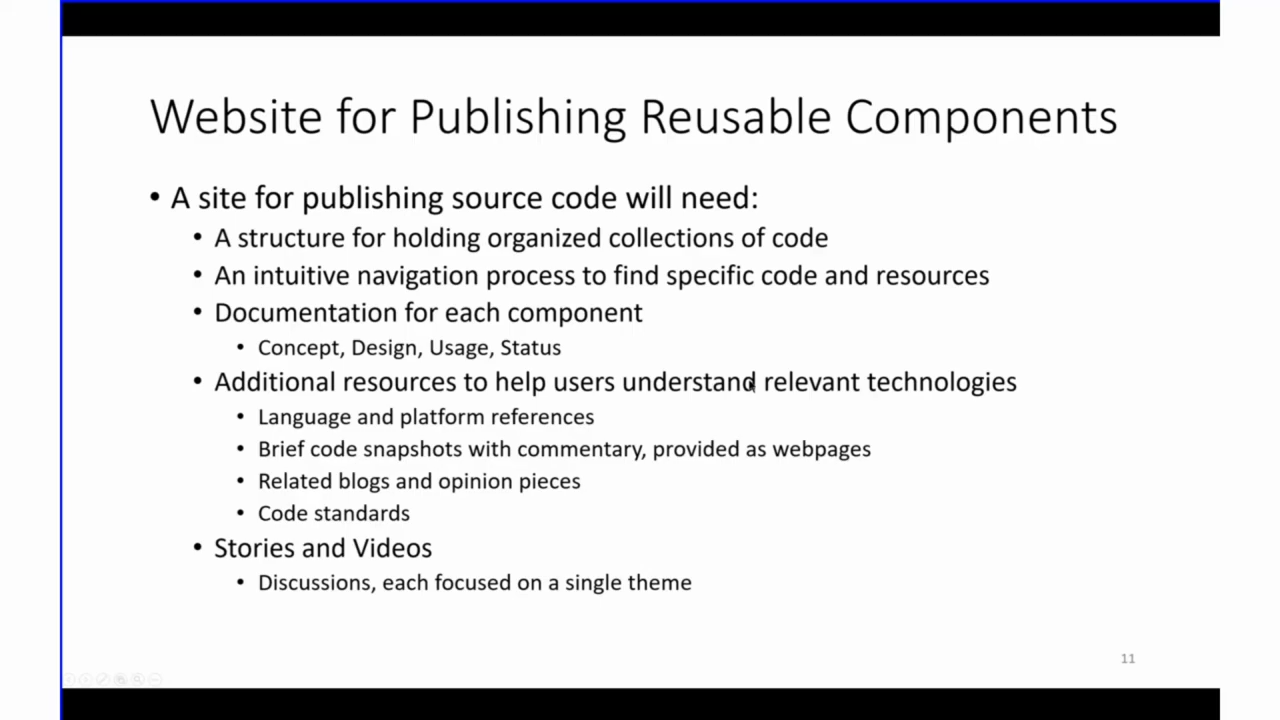 Website for Publishing Reusable Components
• A site for publishing source code will need:
• A structure for holding organized collections of code
• An intuitive navigation process to find specific code and resources
• Documentation for each component
• Concept, Design, Usage, Status
• Additional resources to help users understand relevant technologies
• Language and platform references
• Brief code snapshots with commentary, provided as webpages
• Related blogs and opinion pieces
• Code standards
• Stories and Videos
• Discussions, each focused on a single theme
11